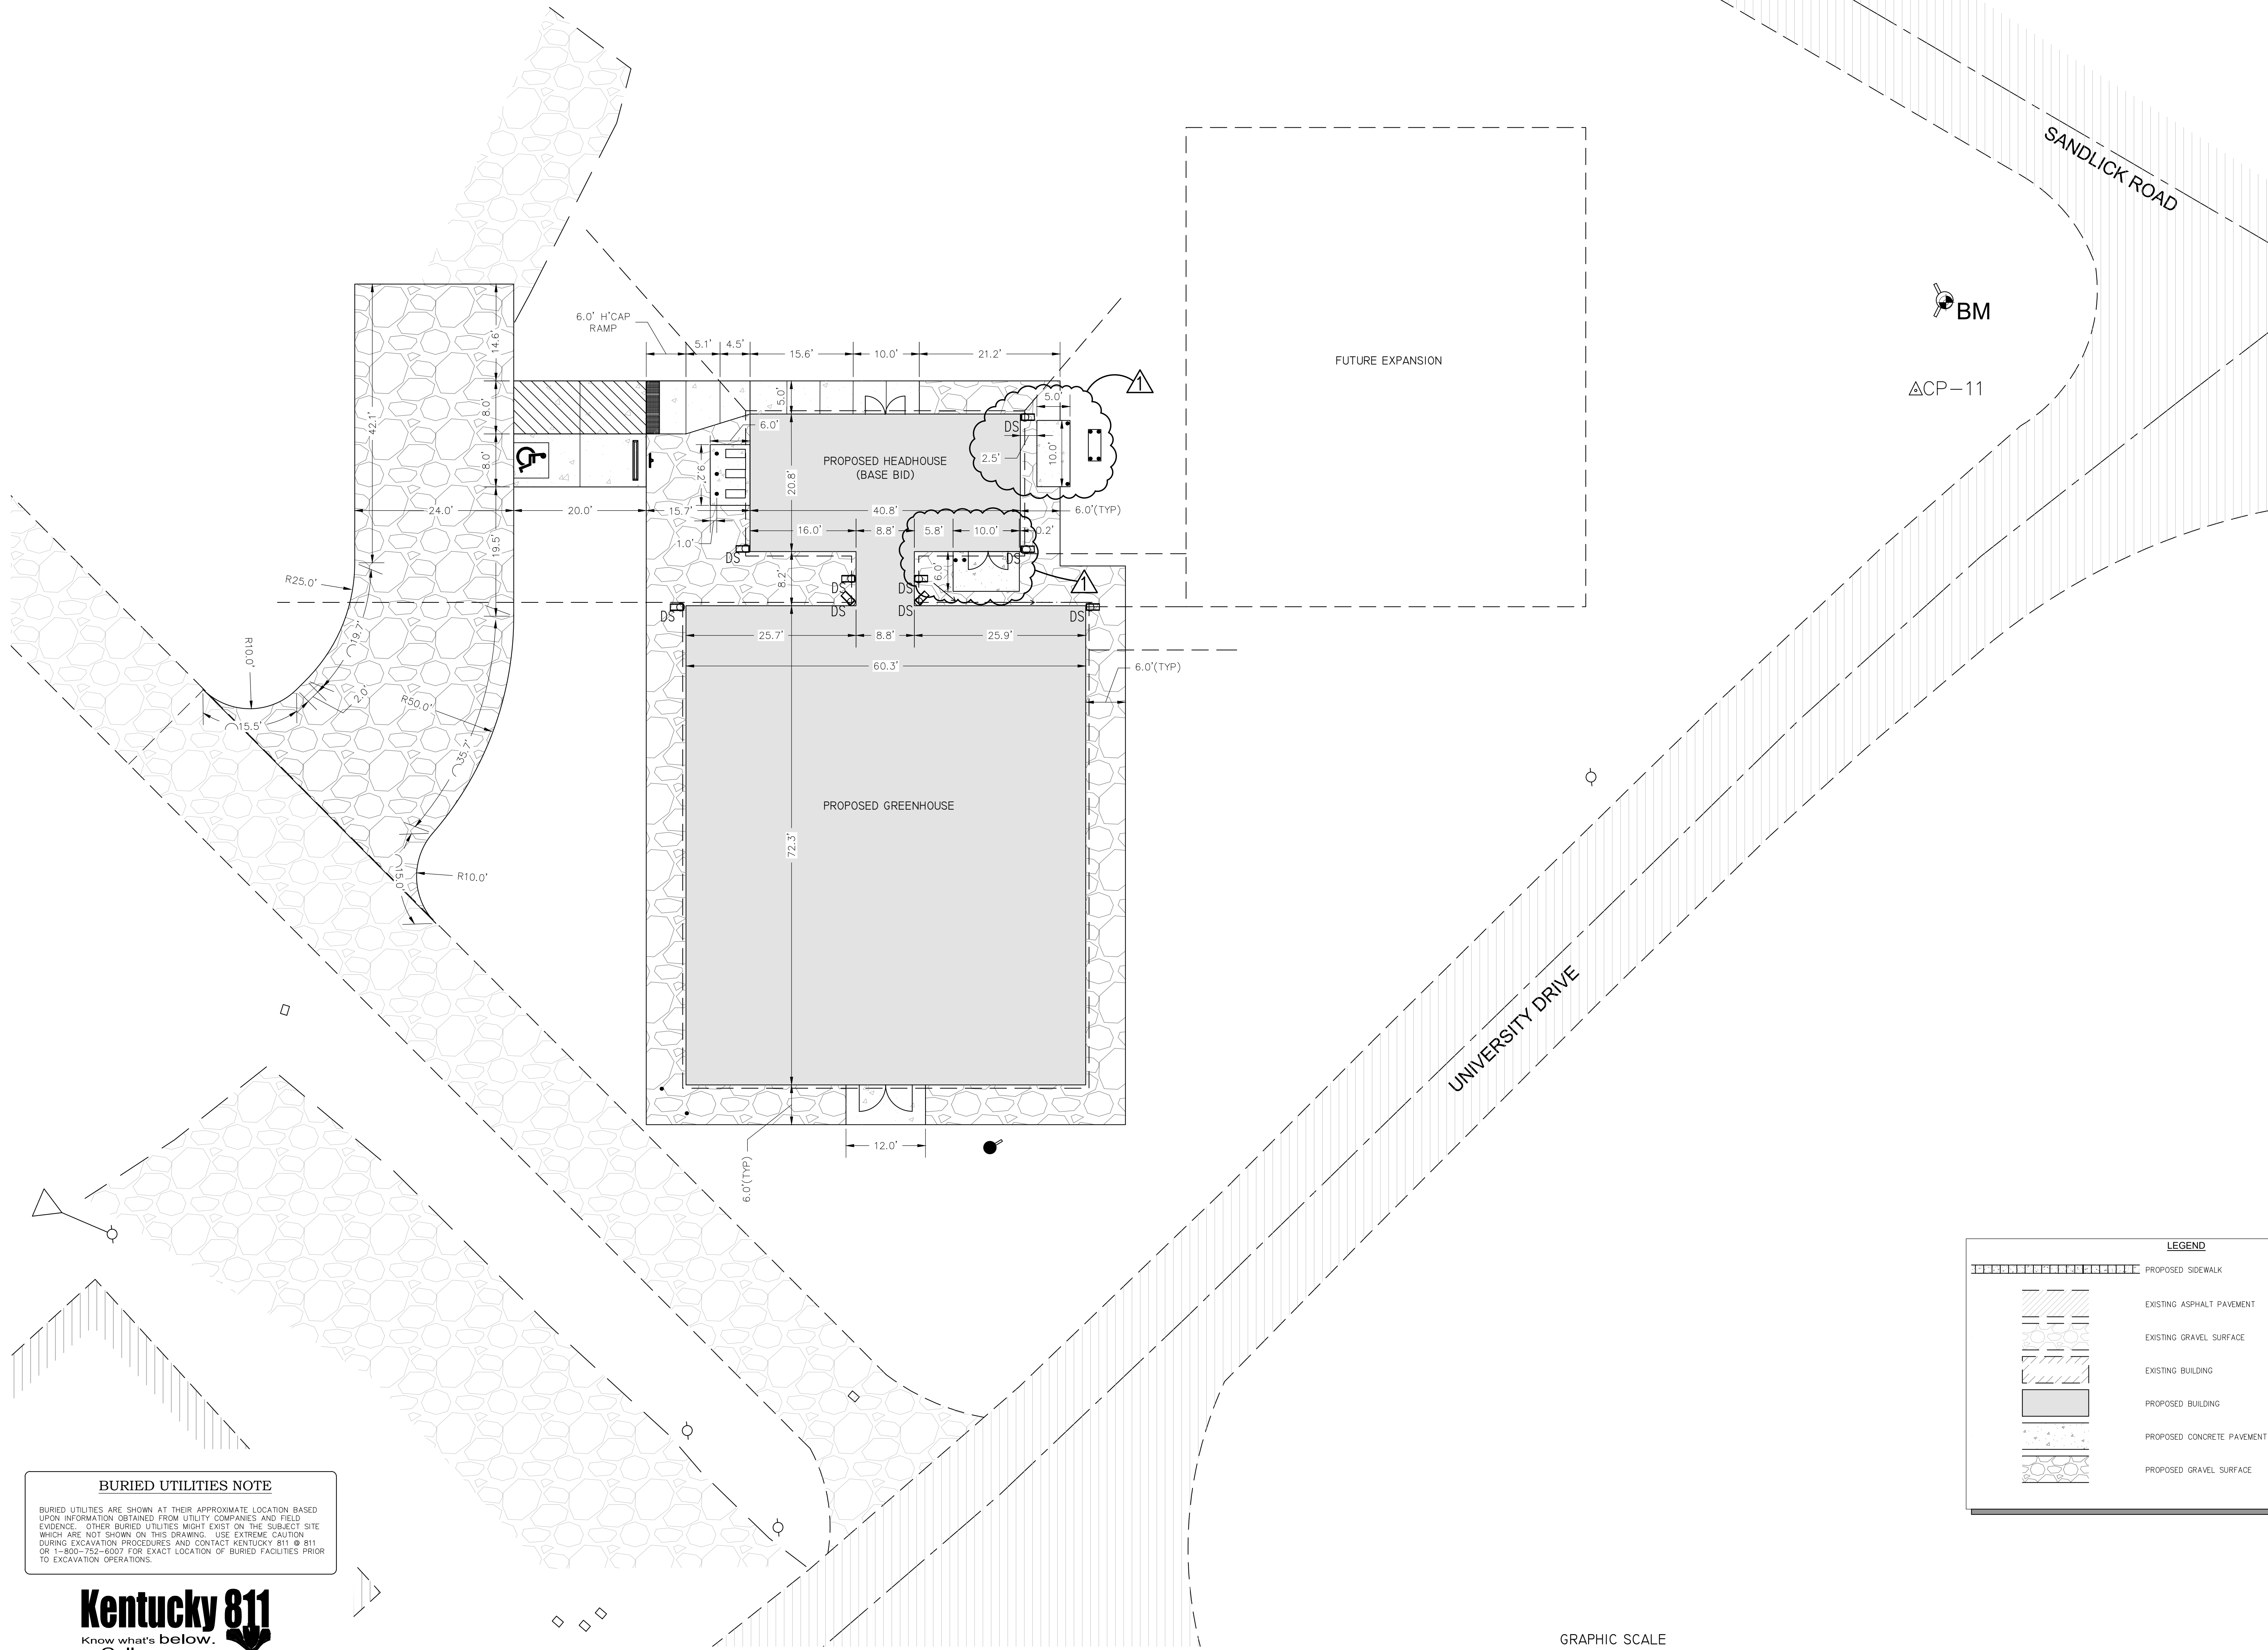 SANDLICK ROAD
BM
CP-11
FUTURE EXPANSION
6.0' H'CAP
RAMP
5.1'
4.5'
15.6'
10.0'
21.2'
14.6'
42.1'
8.0'
8.0'
5.0'
6.0'
5.0'
1
DS
2.5'
10.0'
PROPOSED HEADHOUSE
(BASE BID)
9.2'
20.8'
24.0'
20.0'
15.7'
40.8'
6.0'(TYP)
16.0'
8.8'
5.8'
10.0'
0.2'
1.0'
19.5'
DS
DS
8.2'
6.0'
1
R25.0'
DS
DS
DS
DS
DS
DS
25.7'
8.8'
25.9'
60.3'
6.0'(TYP)
R10.0'
19.7'
2.0'
R50.0'
15.5'
35.7'
PROPOSED GREENHOUSE
72.3'
15.0'
R10.0'
UNIVERSITY DRIVE
12.0'
6.0'(TYP)
LEGEND
PROPOSED SIDEWALK
EXISTING ASPHALT PAVEMENT
EXISTING GRAVEL SURFACE
EXISTING BUILDING
PROPOSED BUILDING
PROPOSED CONCRETE PAVEMENT
PROPOSED GRAVEL SURFACE
BURIED UTILITIES NOTE
BURIED UTILITIES ARE SHOWN AT THEIR APPROXIMATE LOCATION BASED
UPON INFORMATION OBTAINED FROM UTILITY COMPANIES AND FIELD
EVIDENCE. OTHER BURIED UTILITIES MIGHT EXIST ON THE SUBJECT SITE
WHICH ARE NOT SHOWN ON THIS DRAWING. USE EXTREME CAUTION
DURING EXCAVATION PROCEDURES AND CONTACT KENTUCKY 811 @ 811
OR 1-800-752-6007 FOR EXACT LOCATION OF BURIED FACILITIES PRIOR
TO EXCAVATION OPERATIONS.
Kentucky 811
Know what's below.
GRAPHIC SCALE